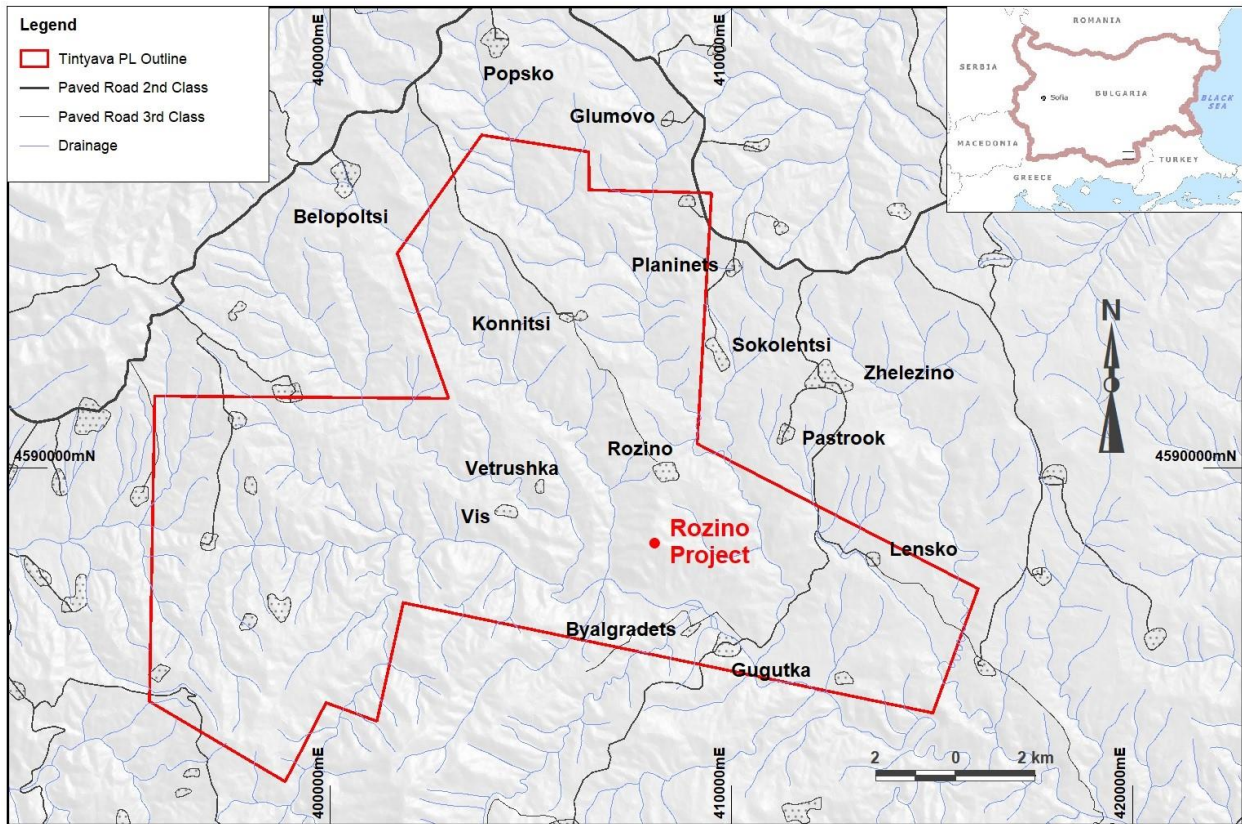 Legend
Tintyava PL Outline
Paved Road 2nd Class
Paved Road 3rd Class
Drainage
400000mE
410000mE
ROMANIA
SERBIA
BULGARIA
Sofia
BLACK
SEA
MACEDONIA
TURKEY
GREECE
Popsko
Glumovo
Belopoltsi
Planinets
Konnitsi
Sokolentsi
Zhelezino
N
Pastrook
Rozino
4590000mN
4590000mN
Vetrushka
Vis
Rozino
Project
Lensko
Byalgradets
Gugutka
2 0 2 km
400000mE
410000mE
420000mE